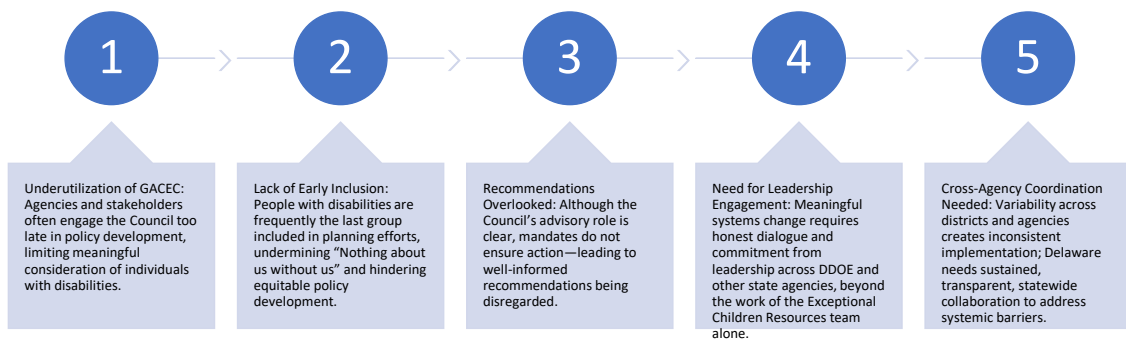 1
2
3
4
5
Underutilization of GACEC:
Agencies and stakeholders
often engage the Council too
late in policy development,
limiting meaningful
consideration of individuals
with disabilities.
Lack of Early Inclusion:
People with disabilities are
frequently the last group
included in planning efforts,
undermining “Nothing about
us without us” and hindering
equitable policy
development.
Recommendations
Overlooked: Although the
Council’s advisory role is
clear, mandates do not
ensure action—leading to
well-informed
recommendations being
disregarded.
Need for Leadership
Engagement: Meaningful
systems change requires
honest dialogue and
commitment from
leadership across DDOE and
other state agencies, beyond
the work of the Exceptional
Children Resources team
alone.
Cross-Agency Coordination
Needed: Variability across
districts and agencies
creates inconsistent
implementation; Delaware
needs sustained,
transparent, statewide
collaboration to address
systemic barriers.